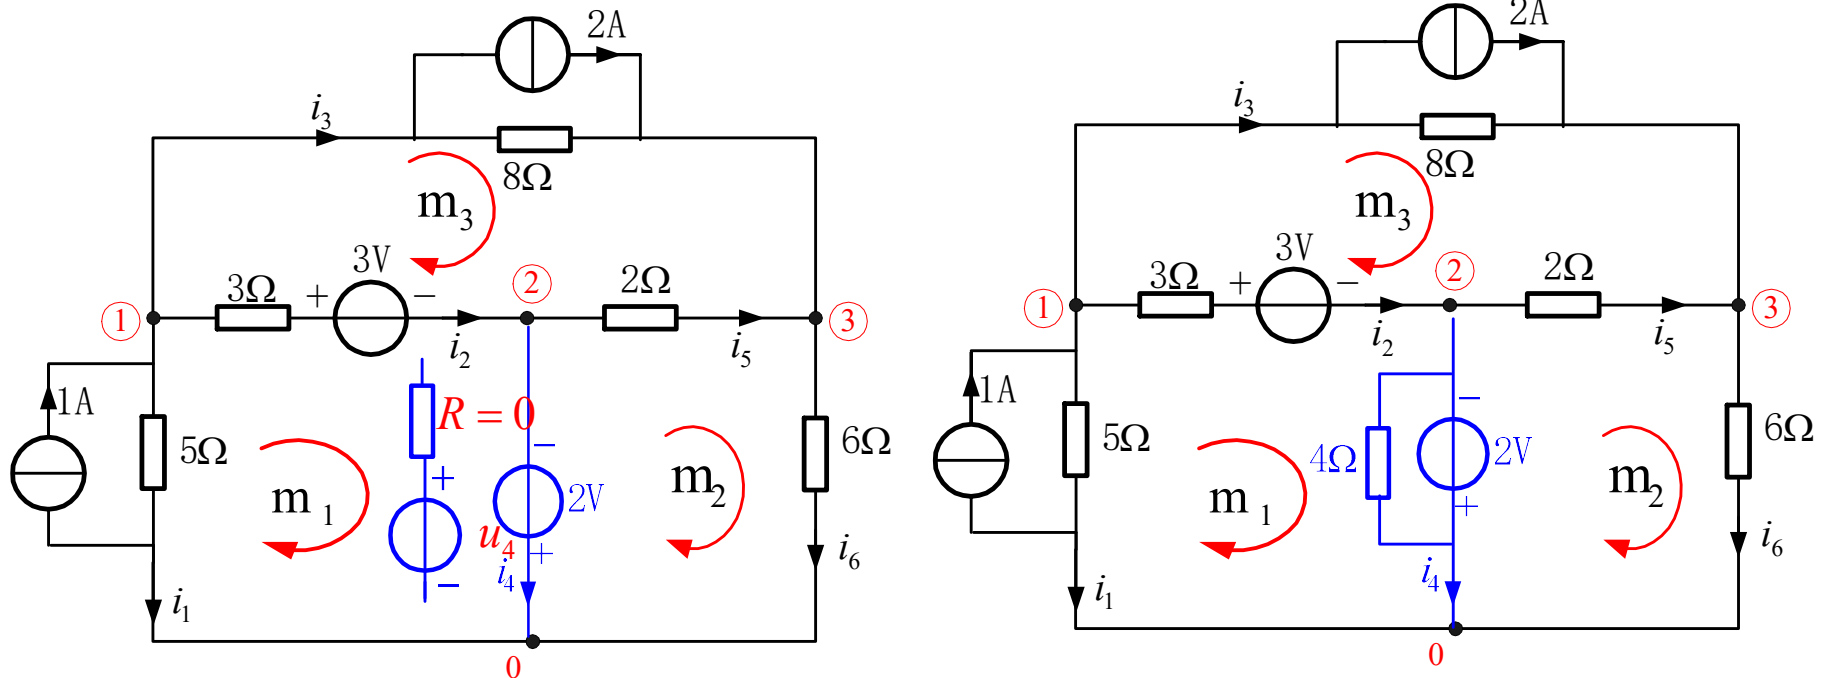 2A
i₃
8Ω
m₃
3V
3Ω
+
−
②
2Ω
①
③
i₂
i₅
1A
R = 0
5Ω
−
6Ω
+
m₁
2V
m₂
u₄
+
i₄
−
i₆
i₁
0
2A
i₃
8Ω
m₃
3V
3Ω
+
−
②
2Ω
①
③
i₂
i₅
1A
−
5Ω
4Ω
2V
6Ω
m₁
+
m₂
i₄
i₆
i₁
0